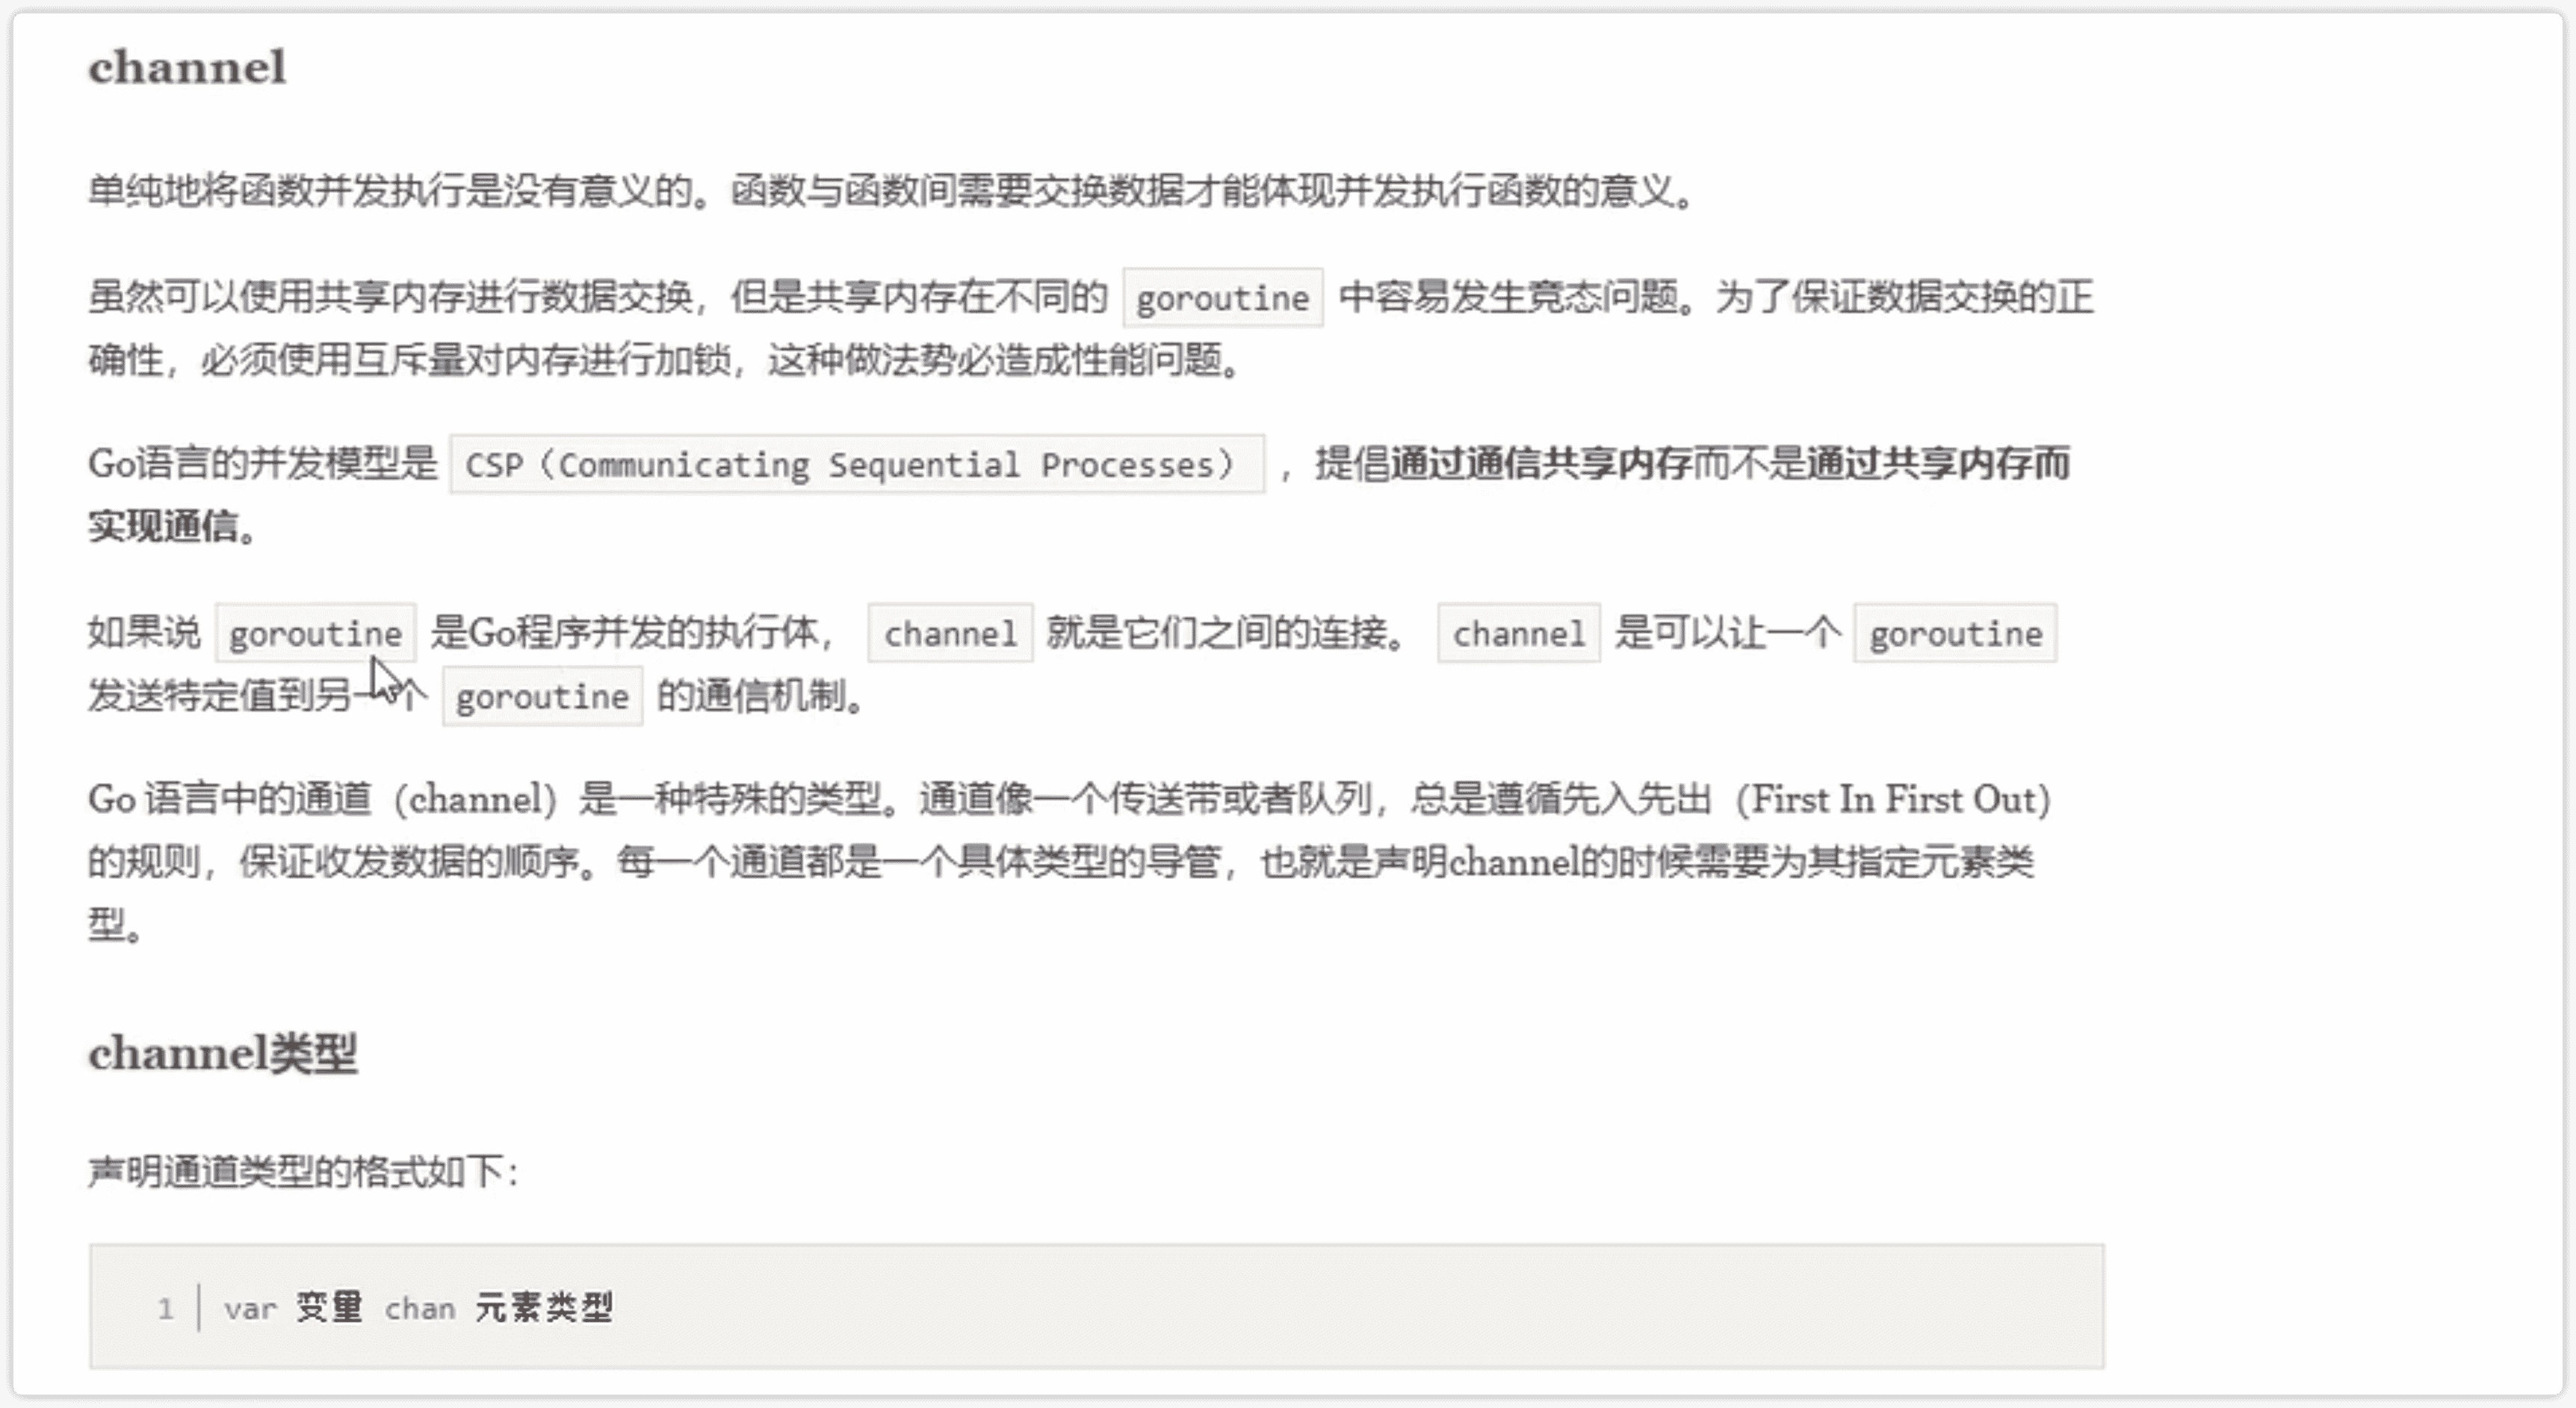 channel
单纯地将函数并发执行是没有意义的。函数与函数间需要交换数据才能体现并发执行函数的意义。
虽然可以使用共享内存进行数据交换，但是共享内存在不同的 goroutine 中容易发生竞态问题。为了保证数据交换的正
确性，必须使用互斥量对内存进行加锁，这种做法势必造成性能问题。
Go语言的并发模型是 CSP（Communicating Sequential Processes） ，提倡通过通信共享内存而不是通过共享内存而
实现通信。
如果说 goroutine 是Go程序并发的执行体， channel 就是它们之间的连接。 channel 是可以让一个 goroutine
发送特定值到另一个 goroutine 的通信机制。
Go 语言中的通道（channel）是一种特殊的类型。通道像一个传送带或者队列，总是遵循先入先出（First In First Out）
的规则，保证收发数据的顺序。每一个通道都是一个具体类型的导管，也就是声明channel的时候需要为其指定元素类
型。
channel类型
声明通道类型的格式如下：
1 var 变量 chan 元素类型